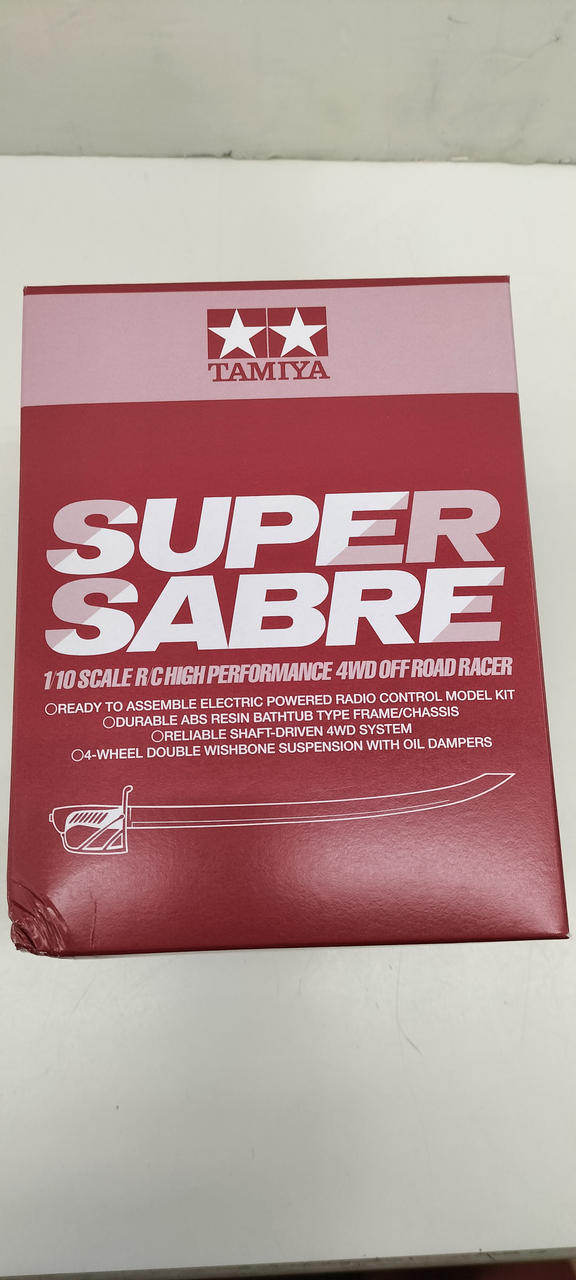 TAMIYA
SUPER
SABRE
1/10 SCALE R/C HIGH PERFORMANCE 4WD OFF ROAD RACER
○READY TO ASSEMBLE ELECTRIC POWERED RADIO CONTROL MODEL KIT
○DURABLE ABS RESIN BATHTUB TYPE FRAME/CHASSIS
○RELIABLE SHAFT-DRIVEN 4WD SYSTEM
○4-WHEEL DOUBLE WISHBONE SUSPENSION WITH OIL DAMPERS